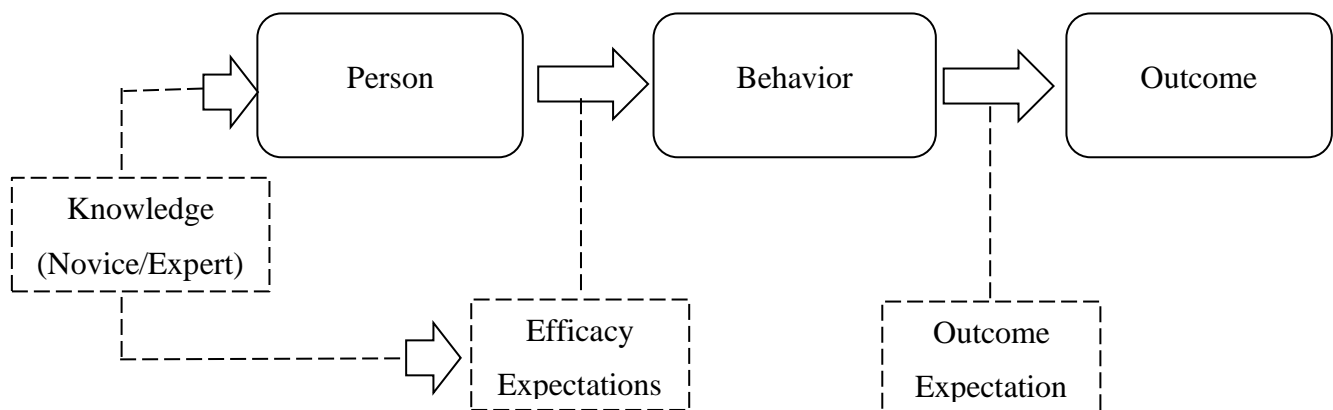 Person
Behavior
Outcome
Knowledge
(Novice/Expert)
Efficacy
Expectations
Outcome
Expectation